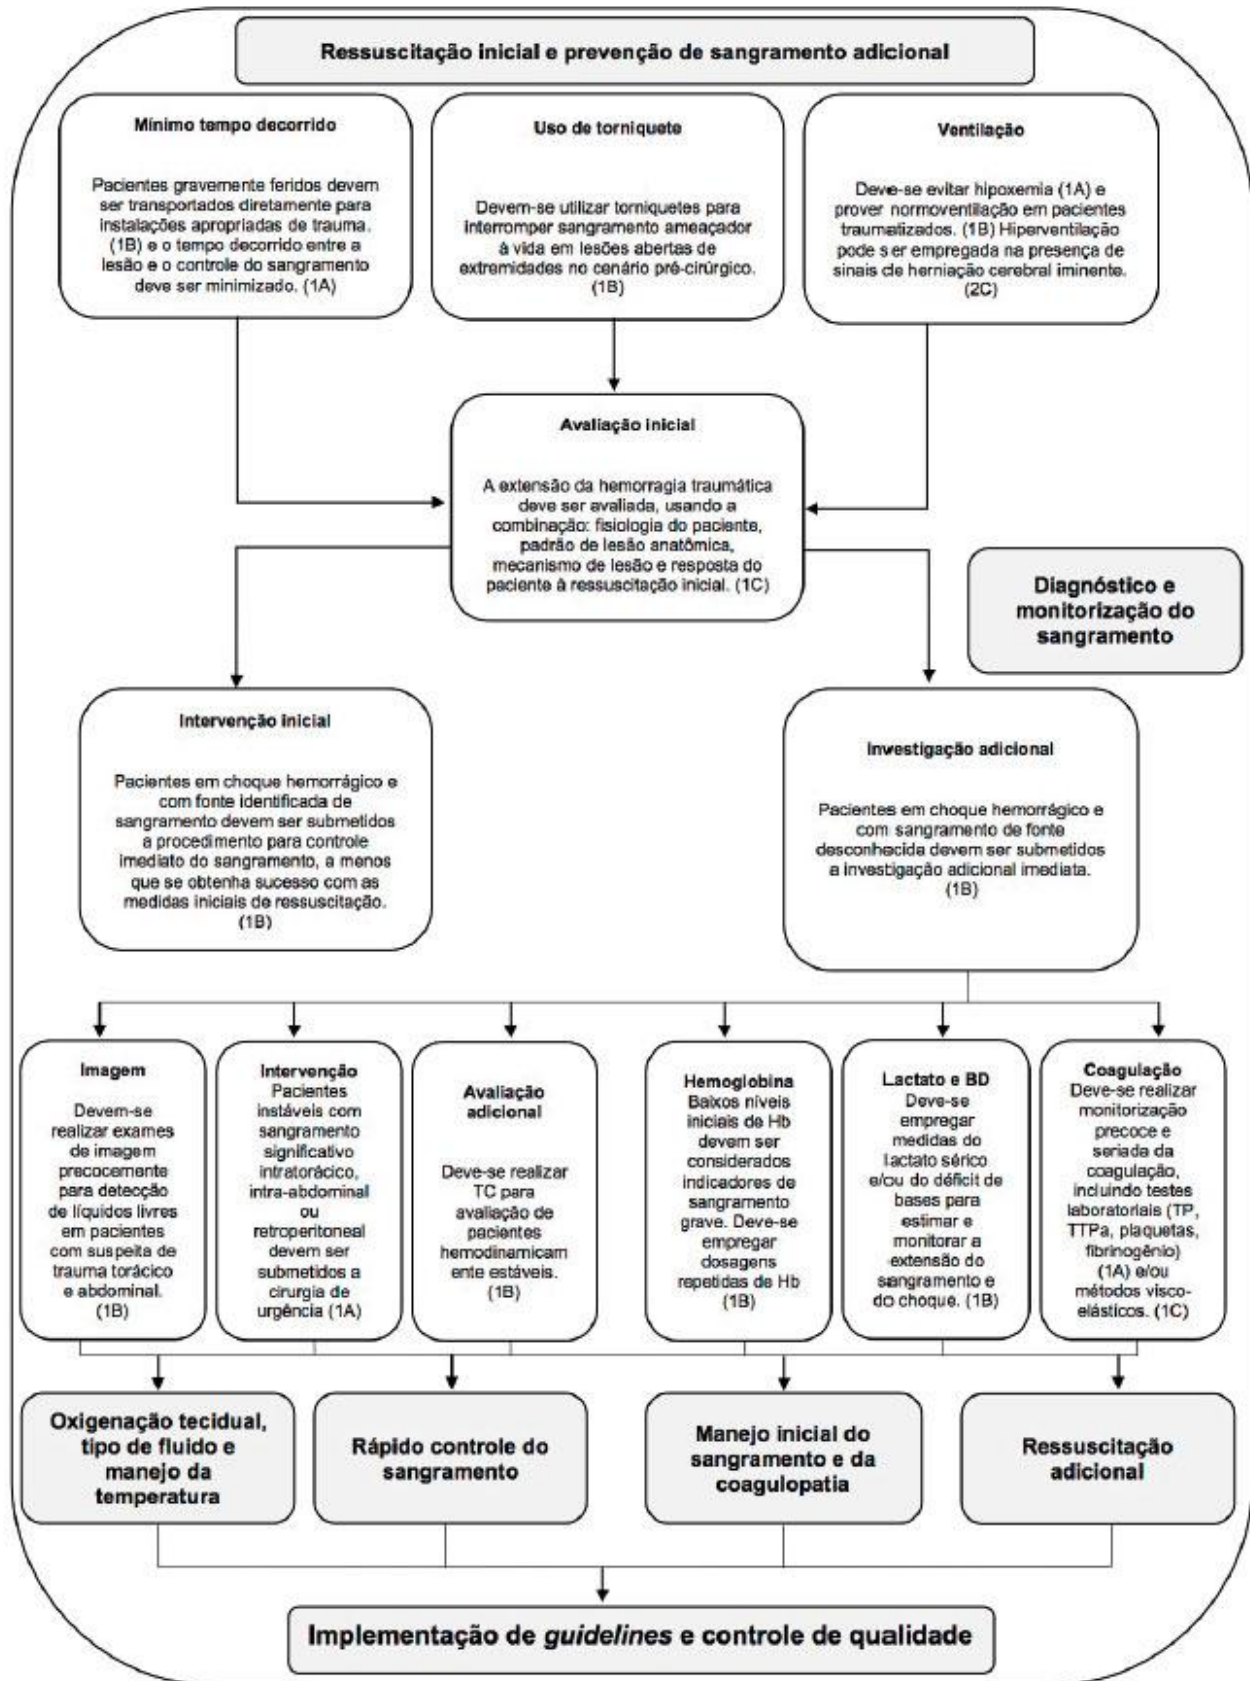 Ressuscitação inicial e prevenção de sangramento adicional
Mínimo tempo decorrido
Pacientes gravemente feridos devem
ser transportados diretamente para
instalações apropriadas de trauma.
(1B) e o tempo decorrido entre a
lesão e o controle do sangramento
deve ser minimizado. (1A)
Uso de torniquete
Devem-se utilizar torniquetes para
interromper sangramento ameaçador
à vida em lesões abertas de
extremidades no cenário pré-cirúrgico.
(1B)
Ventilação
Deve-se evitar hipoxemia (1A) e
prover normoventilação em pacientes
traumatizados. (1B) Hiperventilação
pode ser empregada na presença de
sinais de herniação cerebral iminente.
(2C)
Avaliação inicial
A extensão da hemorragia traumática
deve ser avaliada, usando a
combinação: fisiologia do paciente,
padrão de lesão anatômica,
mecanismo de lesão e resposta do
paciente à ressuscitação inicial. (1C)
Diagnóstico e
monitorização do
sangramento
Intervenção inicial
Pacientes em choque hemorrágico e
com fonte identificada de
sangramento devem ser submetidos
a procedimento para controle
imediato do sangramento, a menos
que se obtenha sucesso com as
medidas iniciais de ressuscitação.
(1B)
Investigação adicional
Pacientes em choque hemorrágico e
com sangramento de fonte
desconhecida devem ser submetidos
a investigação adicional imediata.
(1B)
Imagem
Devem-se
realizar exames
de imagem
precocemente
para detecção
de líquidos livres
em pacientes
com suspeita de
trauma torácico
e abdominal.
(1B)
Intervenção
Pacientes
instáveis com
sangramento
significativo
intratorácico,
intra-abdominal
ou
retroperitoneal
devem ser
submetidos a
cirurgia de
urgência (1A)
Avaliação
adicional
Deve-se realizar
TC para
avaliação de
pacientes
hemodinamicam
ente estáveis.
(1B)
Hemoglobina
Baixos níveis
iniciais de Hb
devem ser
considerados
indicadores de
sangramento
grave. Deve-se
empregar
dosagens
repetidas de Hb
(1B)
Lactato e BD
Deve-se
empregar
medidas do
lactato sérico
e/ou do déficit de
bases para
estimar e
monitorar a
extensão do
sangramento e
do choque. (1B)
Coagulação
Deve-se realizar
monitorização
precoce e
seriada da
coagulação,
incluindo testes
laboratoriais (TP,
TTPa, plaquetas,
fibrinogênio)
(1A) e/ou
métodos visco-
elásticos. (1C)
Oxigenação tecidual,
tipo de fluido e
manejo da
temperatura
Rápido controle do
sangramento
Manejo inicial do
sangramento e da
coagulopatia
Ressuscitação
adicional
Implementação de guidelines e controle de qualidade